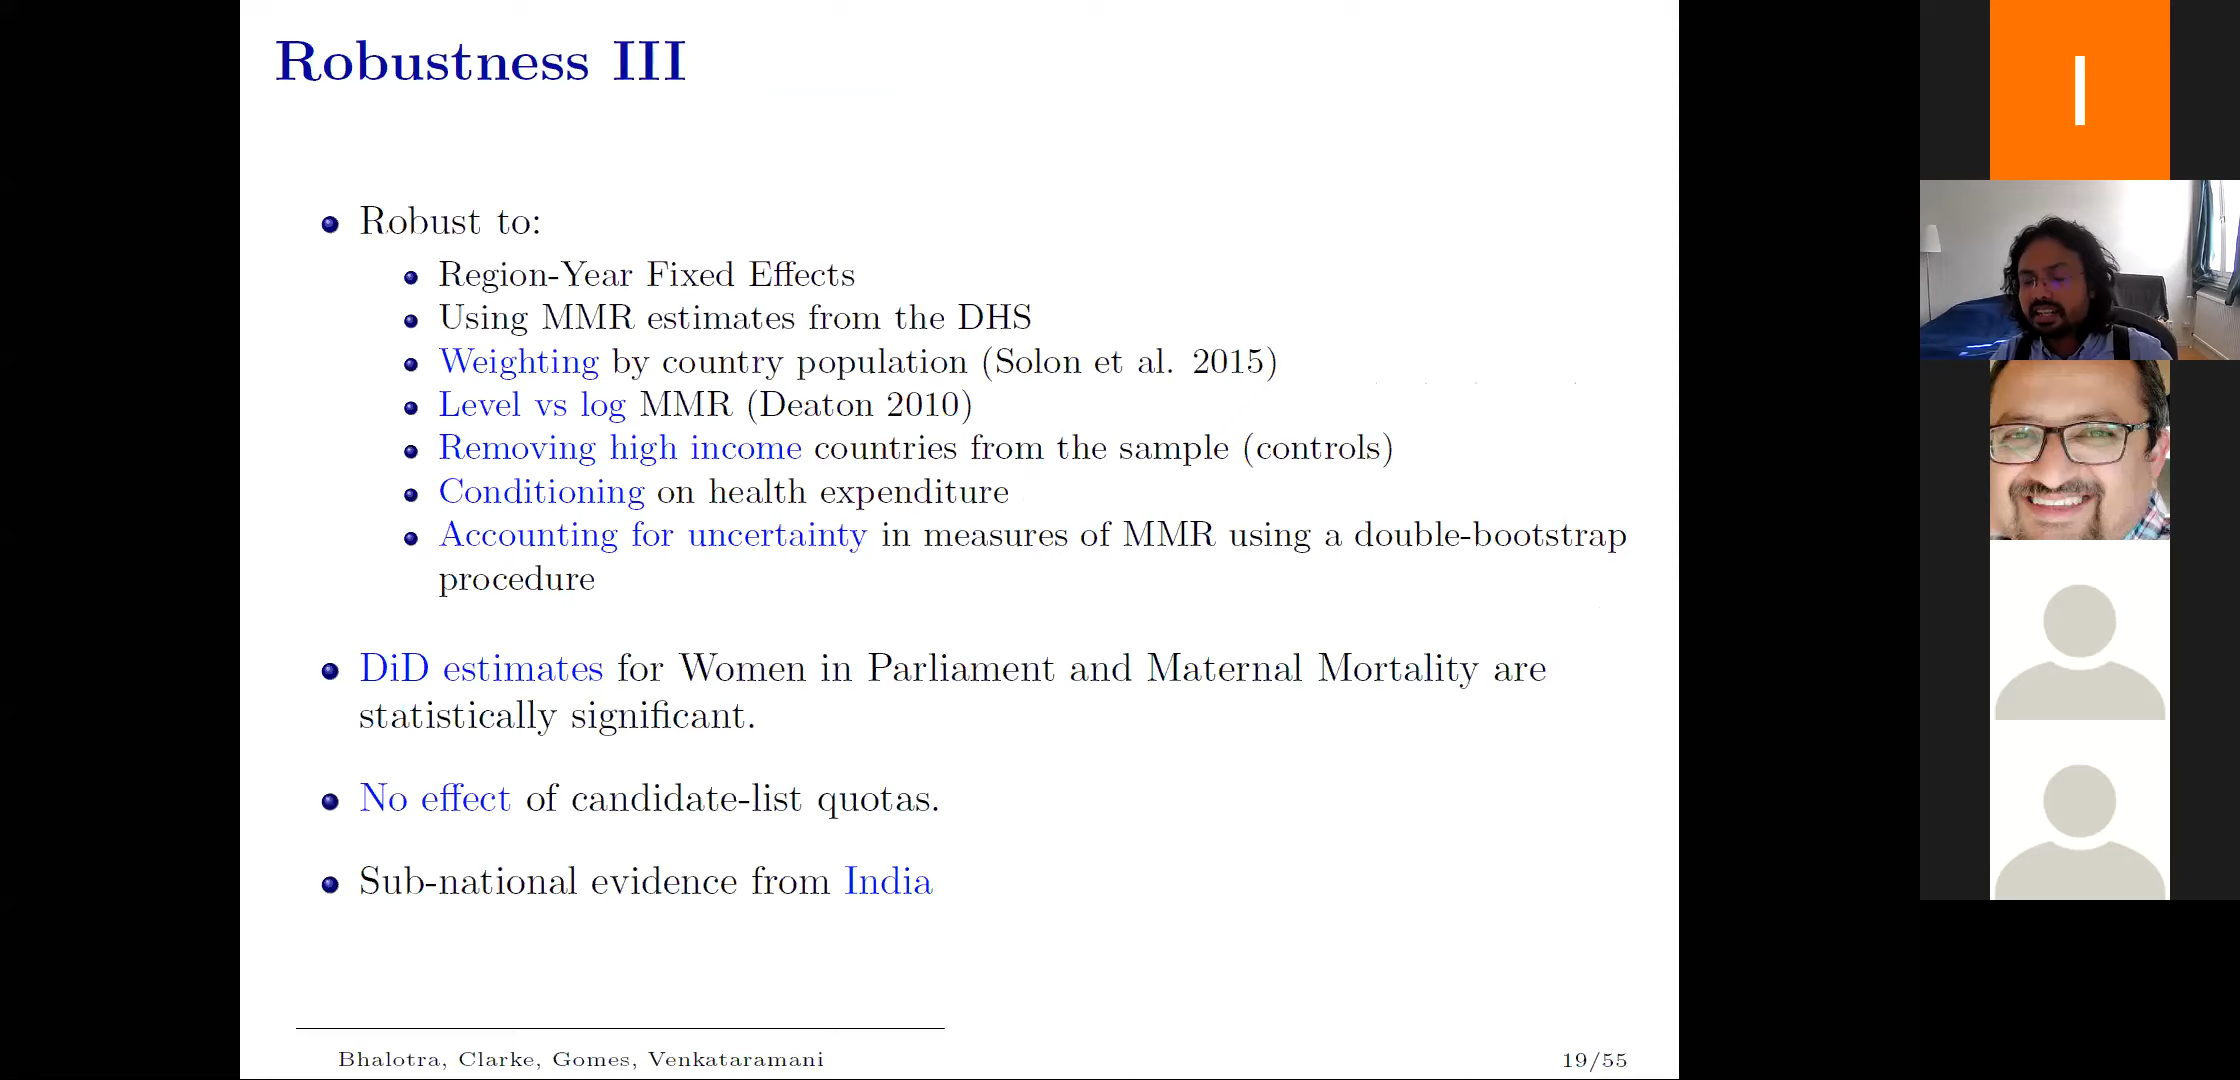 Robustness III
Robust to:
Region-Year Fixed Effects
Using MMR estimates from the DHS
Weighting by country population (Solon et al. 2015)
Level vs log MMR (Deaton 2010)
Removing high income countries from the sample (controls)
Conditioning on health expenditure
Accounting for uncertainty in measures of MMR using a double-bootstrap
procedure
DiD estimates for Women in Parliament and Maternal Mortality are
statistically significant.
No effect of candidate-list quotas.
Sub-national evidence from India
Bhalotra, Clarke, Gomes, Venkataramani
19/55
I